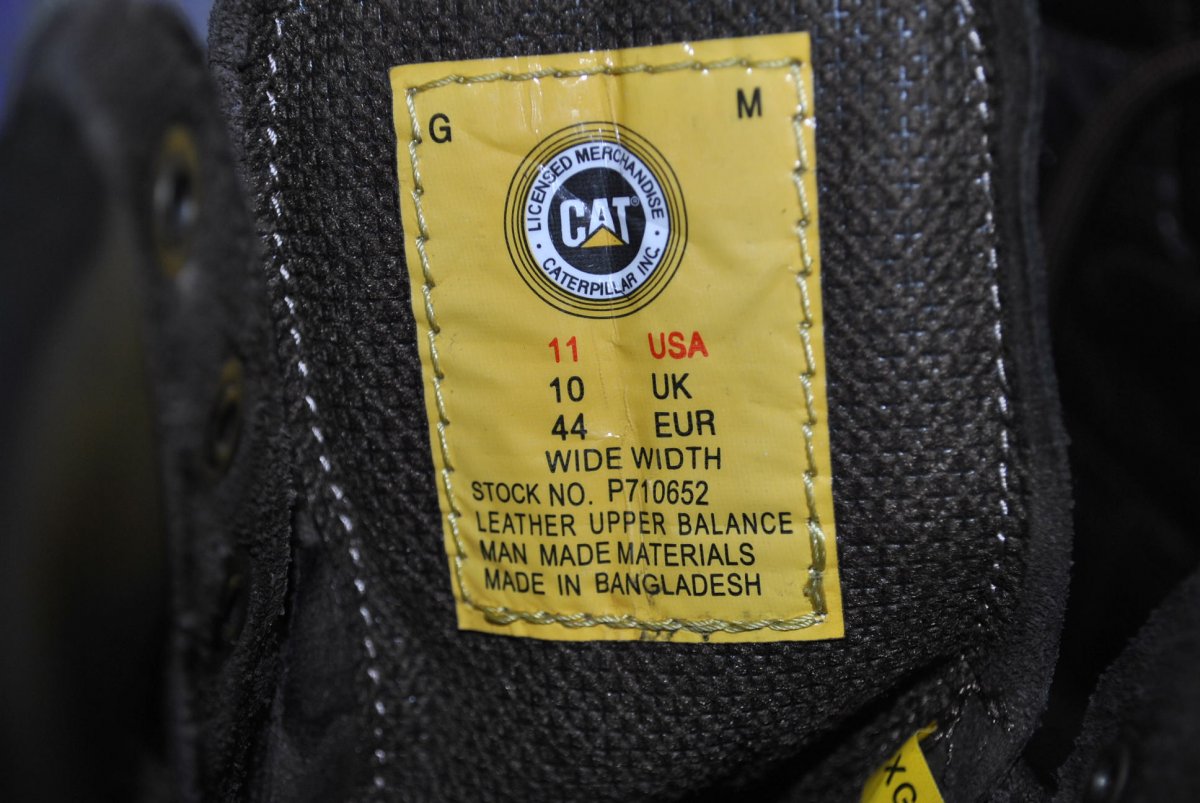 G M
LICENSED MERCHANDISE
CAT®
CATERPILLAR INC.
11 USA
10 UK
44 EUR
WIDE WIDTH
STOCK NO. P710652
LEATHER UPPER BALANCE
MAN MADE MATERIALS
MADE IN BANGLADESH
XG